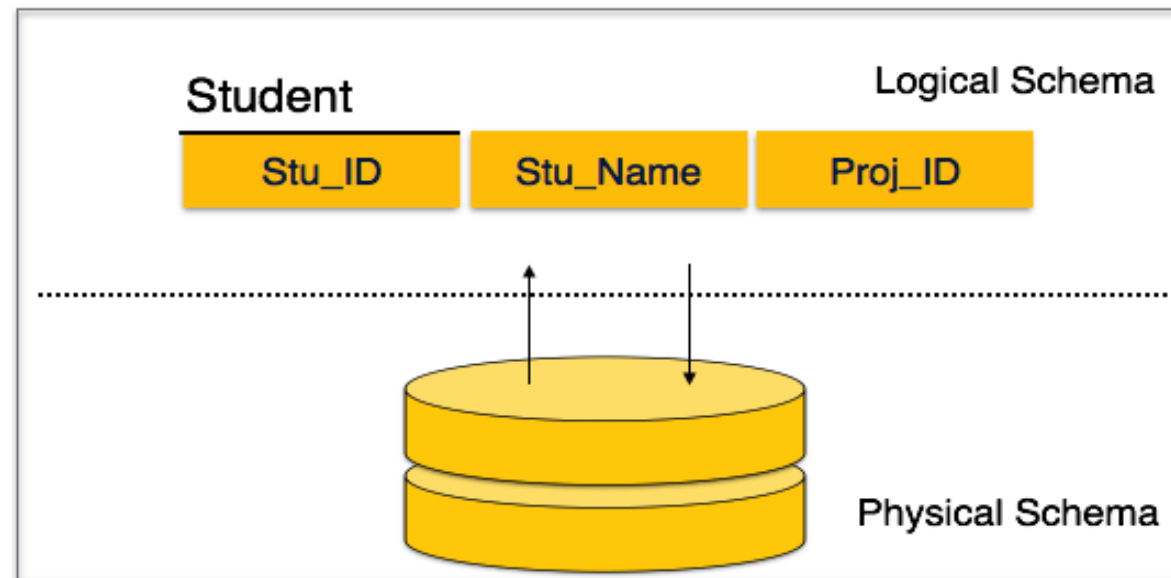 Logical Schema
Student
Stu_ID Stu_Name Proj_ID
Physical Schema